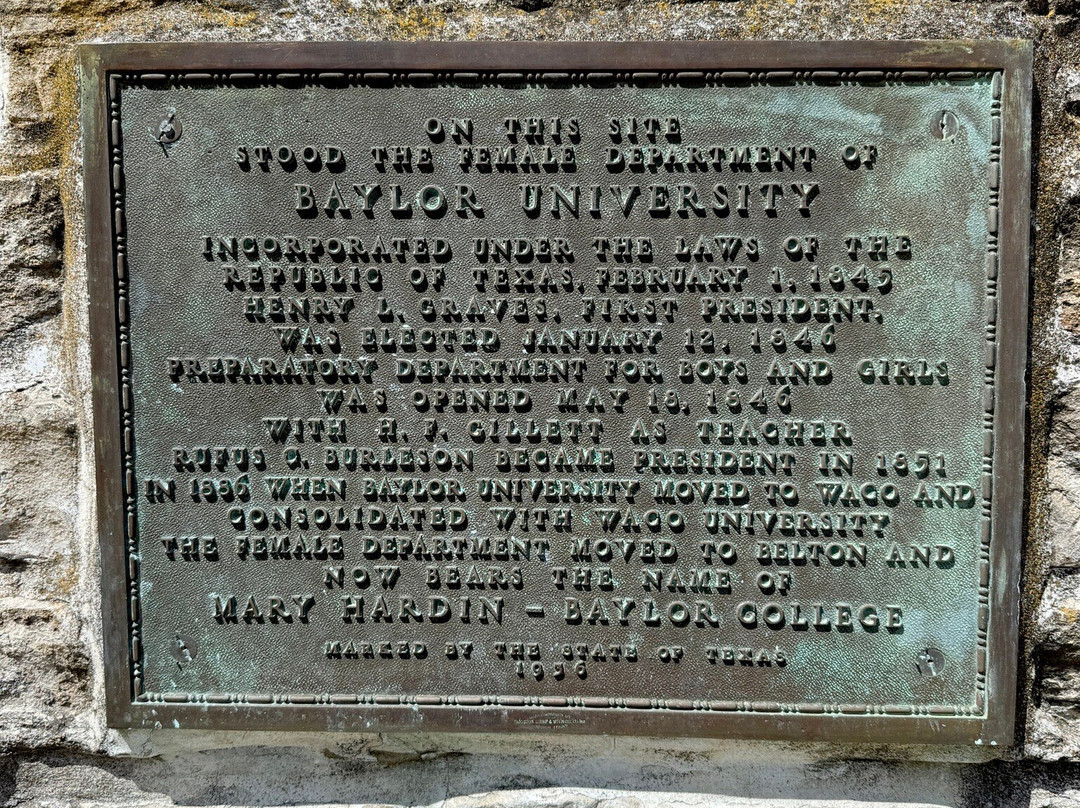 ON THIS SITE
STOOD THE FEMALE DEPARTMENT OF
BAYLOR UNIVERSITY
INCORPORATED UNDER THE LAWS OF THE
REPUBLIC OF TEXAS, FEBRUARY 1, 1845
HENRY L. GRAVES, FIRST PRESIDENT,
WAS ELECTED JANUARY 12, 1846
PREPARATORY DEPARTMENT FOR BOYS AND GIRLS
WAS OPENED MAY 18, 1846
WITH H. F. GILLETT AS TEACHER
RUFUS C. BURLESON BECAME PRESIDENT IN 1851
IN 1886 WHEN BAYLOR UNIVERSITY MOVED TO WACO AND
CONSOLIDATED WITH WACO UNIVERSITY
THE FEMALE DEPARTMENT MOVED TO BELTON AND
NOW BEARS THE NAME OF
MARY HARDIN - BAYLOR COLLEGE
MARKED BY THE STATE OF TEXAS
1936